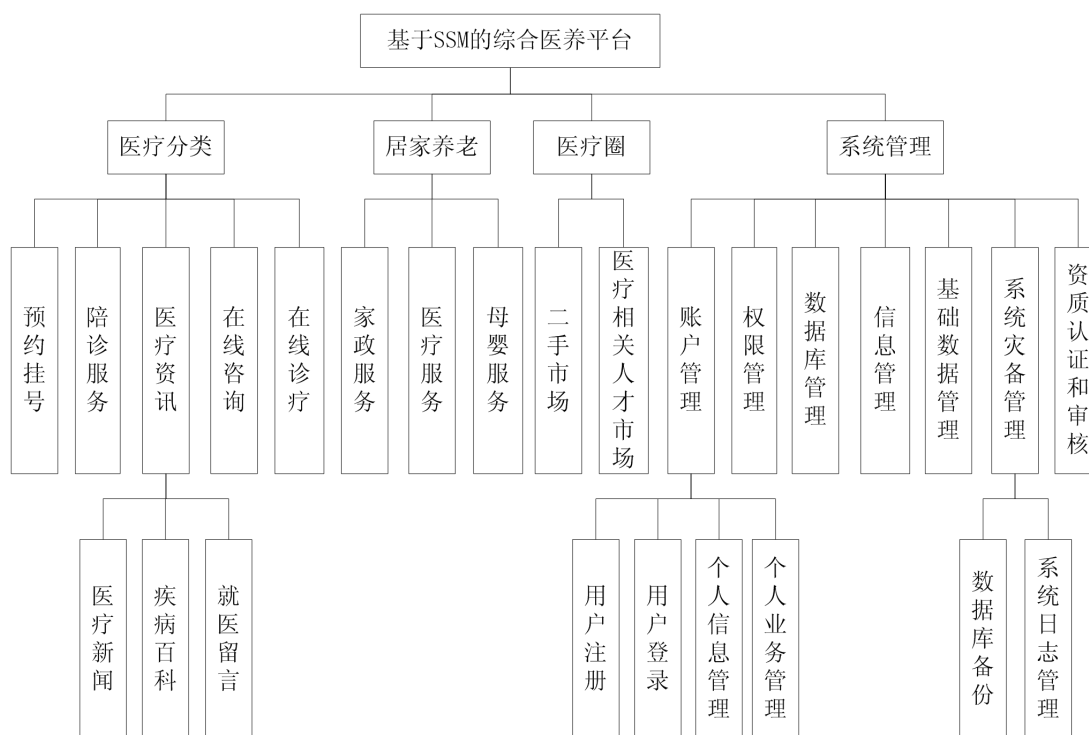 基于SSM的综合医养平台
医疗分类
居家养老
医疗圈
系统管理
预约挂号
陪诊服务
医疗资讯
在线咨询
在线诊疗
家政服务
医疗服务
母婴服务
二手市场
医疗相关人才市场
账户管理
权限管理
数据库管理
信息管理
基础数据管理
系统灾备管理
资质认证和审核
医疗新闻
疾病百科
就医留言
用户注册
用户登录
个人信息管理
个人业务管理
数据库备份
系统日志管理